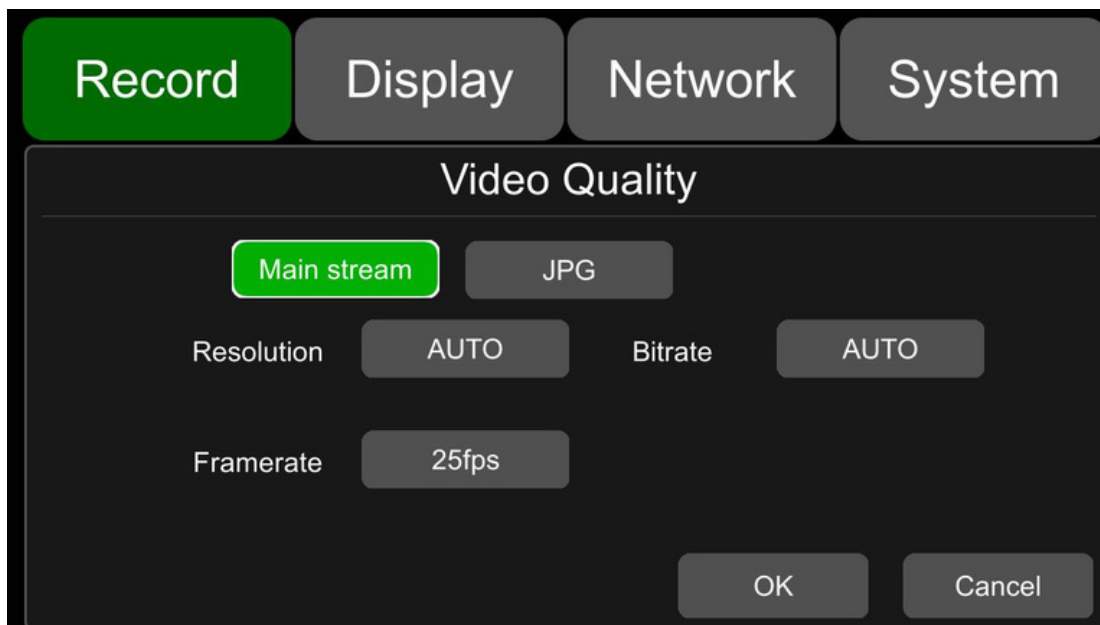 Record Display Network System
Video Quality
Main stream JPG
Resolution AUTO Bitrate AUTO
Framerate 25fps
OK Cancel